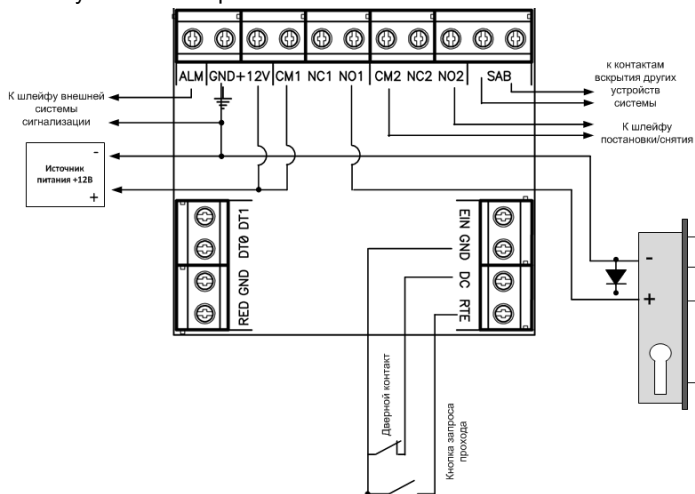 ALM GND +12V CM1 NC1 NO1 CM2 NC2 NO2 SAB
К шлейфу внешней
системы
сигнализации
к контактам
вскрытия других
устройств
системы
К шлейфу
постановки/снятия
-
Источник
питания +12В
+
DT0 DT1
RED GND
EIN GND
DC
RTE
-
+
Дверной контакт
Кнопка запроса
прохода